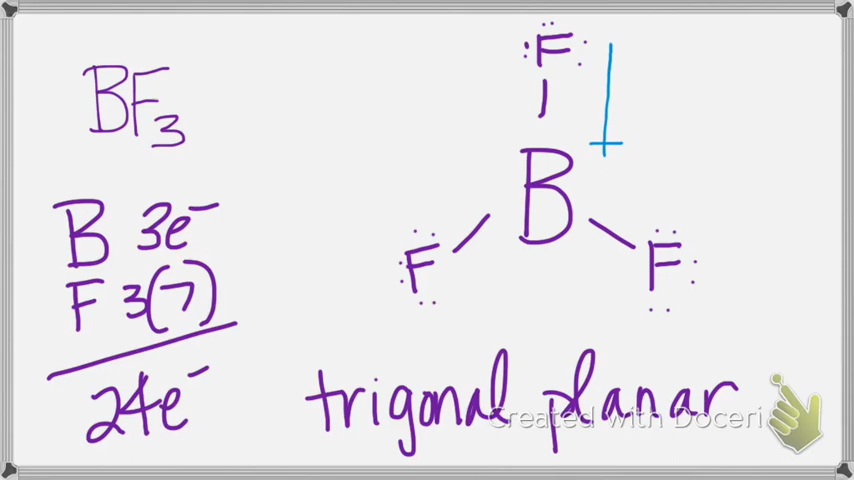 BF₃
B 3e⁻
F 3(7)
24e⁻
F
B
F F
trigonal planar
Created with Doceri